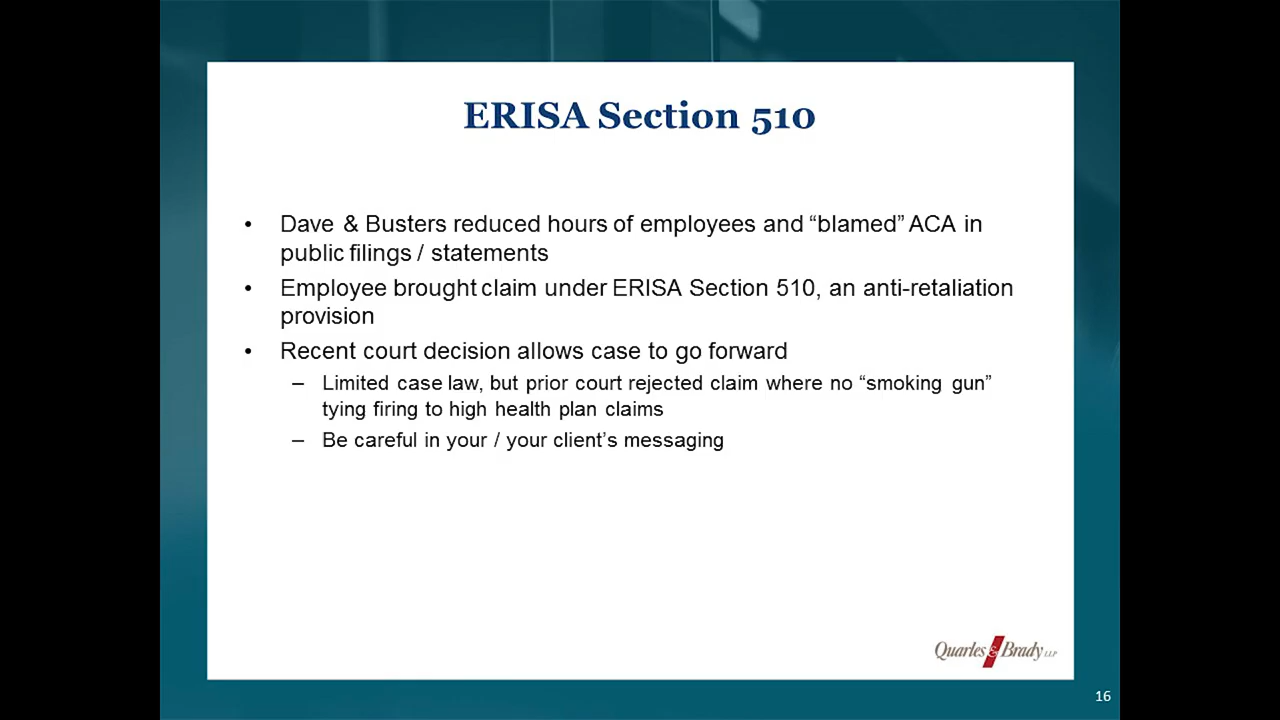 ERISA Section 510
• Dave & Busters reduced hours of employees and “blamed” ACA in
public filings / statements
• Employee brought claim under ERISA Section 510, an anti-retaliation
provision
• Recent court decision allows case to go forward
– Limited case law, but prior court rejected claim where no “smoking gun”
tying firing to high health plan claims
– Be careful in your / your client’s messaging
Quarles & Brady LLP
16